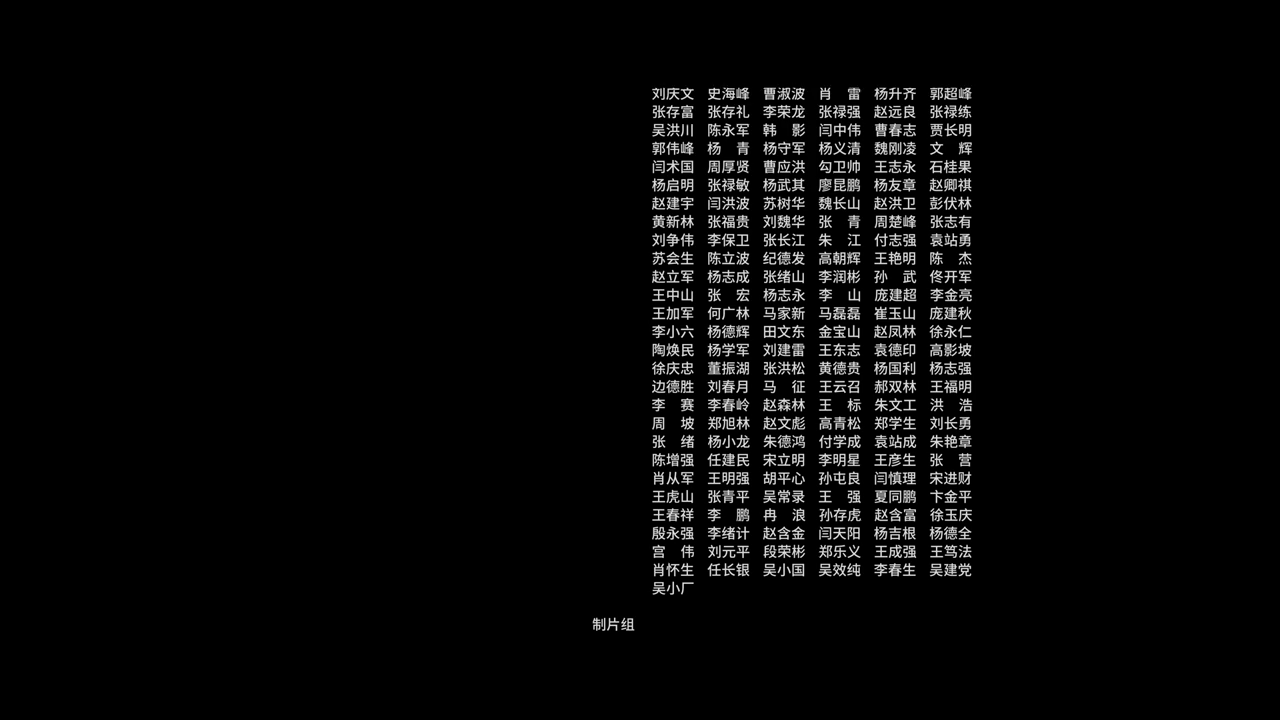 刘庆文 史海峰 曹淑波 肖　雷 杨升齐 郭超峰
张存富 张存礼 李荣龙 张禄强 赵远良 张禄练
吴洪川 陈永军 韩　影 闫中伟 曹春志 贾长明
郭伟峰 杨　青 杨守军 杨义清 魏刚凌 文　辉
闫术国 周厚贤 曹应洪 勾卫帅 王志永 石桂果
杨启明 张禄敏 杨武其 廖昆鹏 杨友章 赵卿祺
赵建宇 闫洪波 苏树华 魏长山 赵洪卫 彭伏林
黄新林 张福贵 刘魏华 张　青 周楚峰 张志有
刘争伟 李保卫 张长江 朱　江 付志强 袁站勇
苏会生 陈立波 纪德发 高朝辉 王艳明 陈　杰
赵立军 杨志成 张绪山 李润彬 孙　武 佟开军
王中山 张　宏 杨志永 李　山 庞建超 李金亮
王加军 何广林 马家新 马磊磊 崔玉山 庞建秋
李小六 杨德辉 田文东 金宝山 赵凤林 徐永仁
陶焕民 杨学军 刘建雷 王东志 袁德印 高影坡
徐庆忠 董振湖 张洪松 黄德贵 杨国利 杨志强
边德胜 刘春月 马　征 王云召 郝双林 王福明
李　赛 李春岭 赵森林 王　标 朱文工 洪　浩
周　坡 郑旭林 赵文彪 高青松 郑学生 刘长勇
张　绪 杨小龙 朱德鸿 付学成 袁站成 朱艳章
陈增强 任建民 宋立明 李明星 王彦生 张　营
肖从军 王明强 胡平心 孙屯良 闫慎理 宋进财
王虎山 张青平 吴常录 王　强 夏同鹏 卞金平
王春祥 李　鹏 冉　浪 孙存虎 赵含富 徐玉庆
殷永强 李绪计 赵含金 闫天阳 杨吉根 杨德全
宫　伟 刘元平 段荣彬 郑乐义 王成强 王笃法
肖怀生 任长银 吴小国 吴效纯 李春生 吴建党
吴小厂
制片组